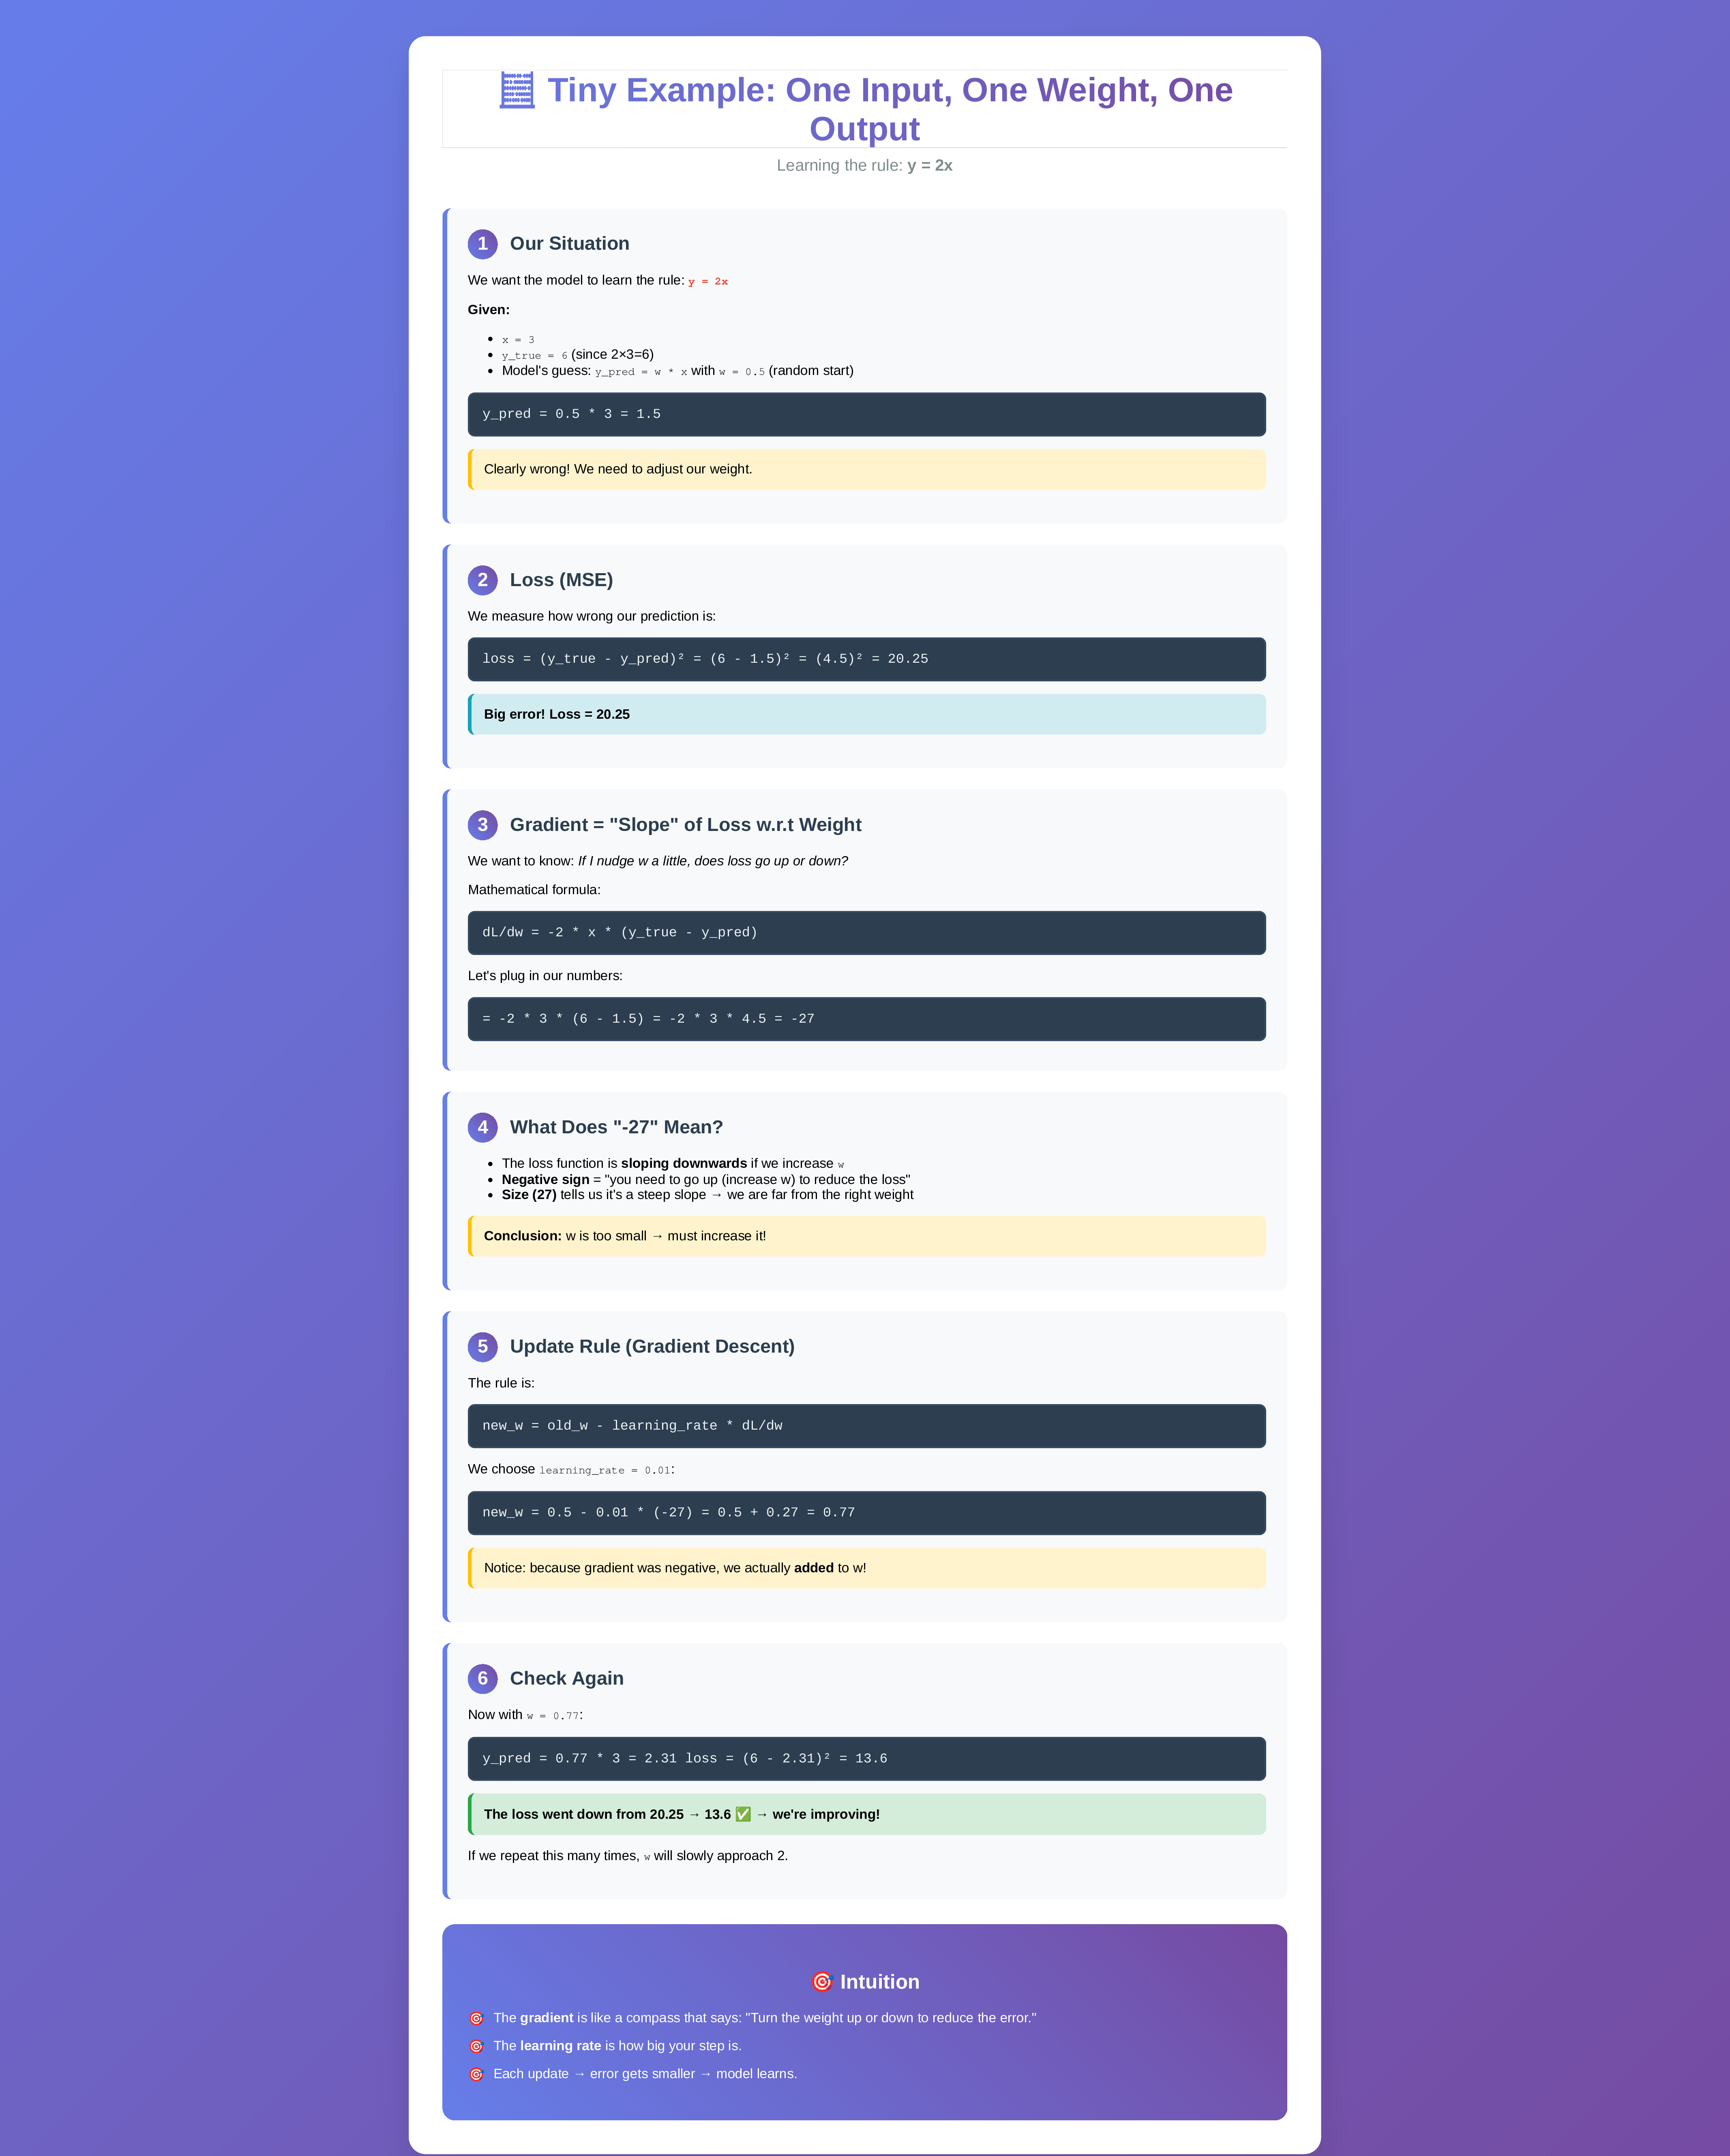 🧮 Tiny Example: One Input, One Weight, One
Output
Learning the rule: y = 2x
1 Our Situation
We want the model to learn the rule: y = 2x
Given:
• x = 3
• y_true = 6 (since 2×3=6)
• Model's guess: y_pred = w * x with w = 0.5 (random start)
y_pred = 0.5 * 3 = 1.5
Clearly wrong! We need to adjust our weight.
2 Loss (MSE)
We measure how wrong our prediction is:
loss = (y_true - y_pred)² = (6 - 1.5)² = (4.5)² = 20.25
Big error! Loss = 20.25
3 Gradient = "Slope" of Loss w.r.t Weight
We want to know: If I nudge w a little, does loss go up or down?
Mathematical formula:
dL/dw = -2 * x * (y_true - y_pred)
Let's plug in our numbers:
= -2 * 3 * (6 - 1.5) = -2 * 3 * 4.5 = -27
4 What Does "-27" Mean?
• The loss function is sloping downwards if we increase w
• Negative sign = "you need to go up (increase w) to reduce the loss"
• Size (27) tells us it's a steep slope → we are far from the right weight
Conclusion: w is too small → must increase it!
5 Update Rule (Gradient Descent)
The rule is:
new_w = old_w - learning_rate * dL/dw
We choose learning_rate = 0.01:
new_w = 0.5 - 0.01 * (-27) = 0.5 + 0.27 = 0.77
Notice: because gradient was negative, we actually added to w!
6 Check Again
Now with w = 0.77:
y_pred = 0.77 * 3 = 2.31 loss = (6 - 2.31)² = 13.6
The loss went down from 20.25 → 13.6 ✅ → we're improving!
If we repeat this many times, w will slowly approach 2.
🎯 Intuition
🎯 The gradient is like a compass that says: "Turn the weight up or down to reduce the error."
🎯 The learning rate is how big your step is.
🎯 Each update → error gets smaller → model learns.